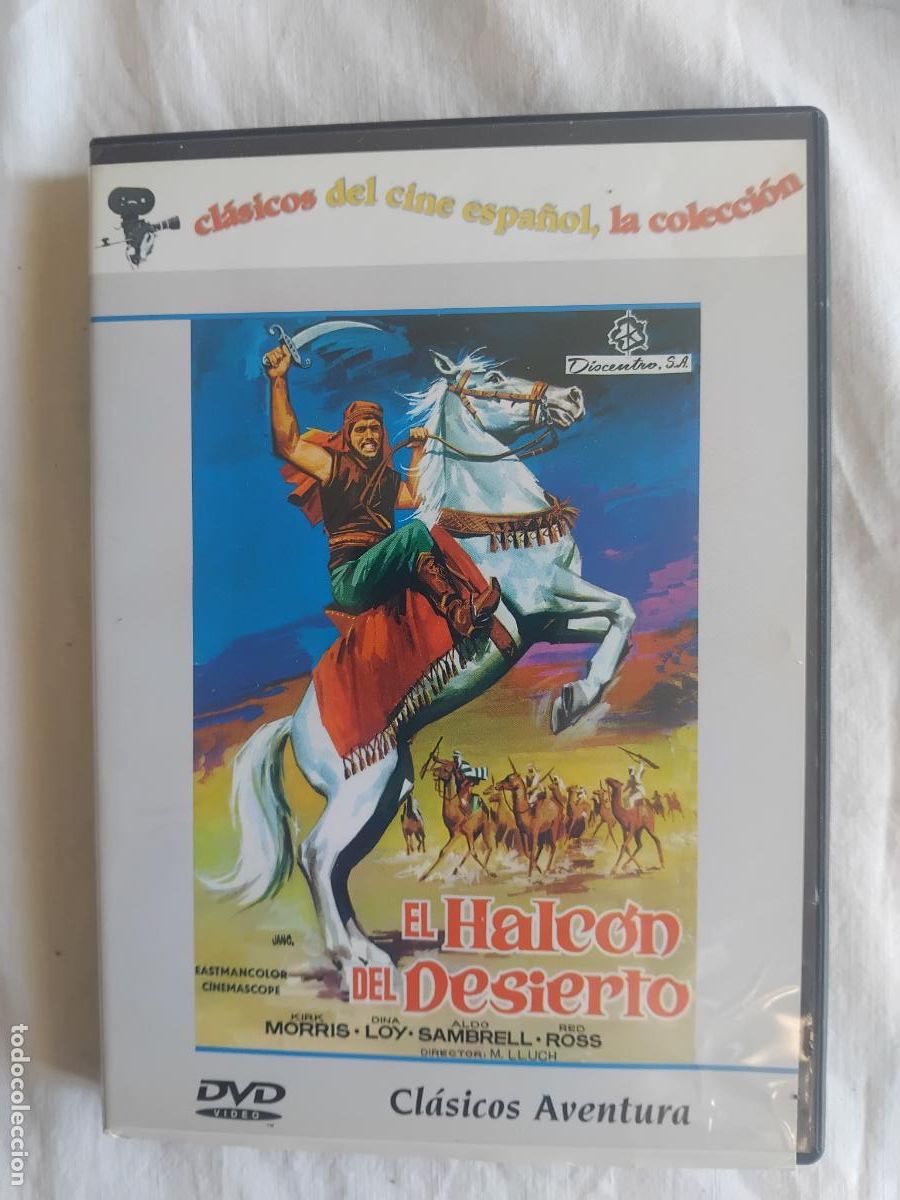 clásicos del cine español, la colección
Discentro, S.A.
EL Halcón
DEL Desierto
JANO.
EASTMANCOLOR
CINEMASCOPE
KIRK MORRIS · DINA LOY · ALDO SAMBRELL · RED ROSS
DIRECTOR: M. LLUCH
DVD
VIDEO
TM
Clásicos Aventura
todocoleccion